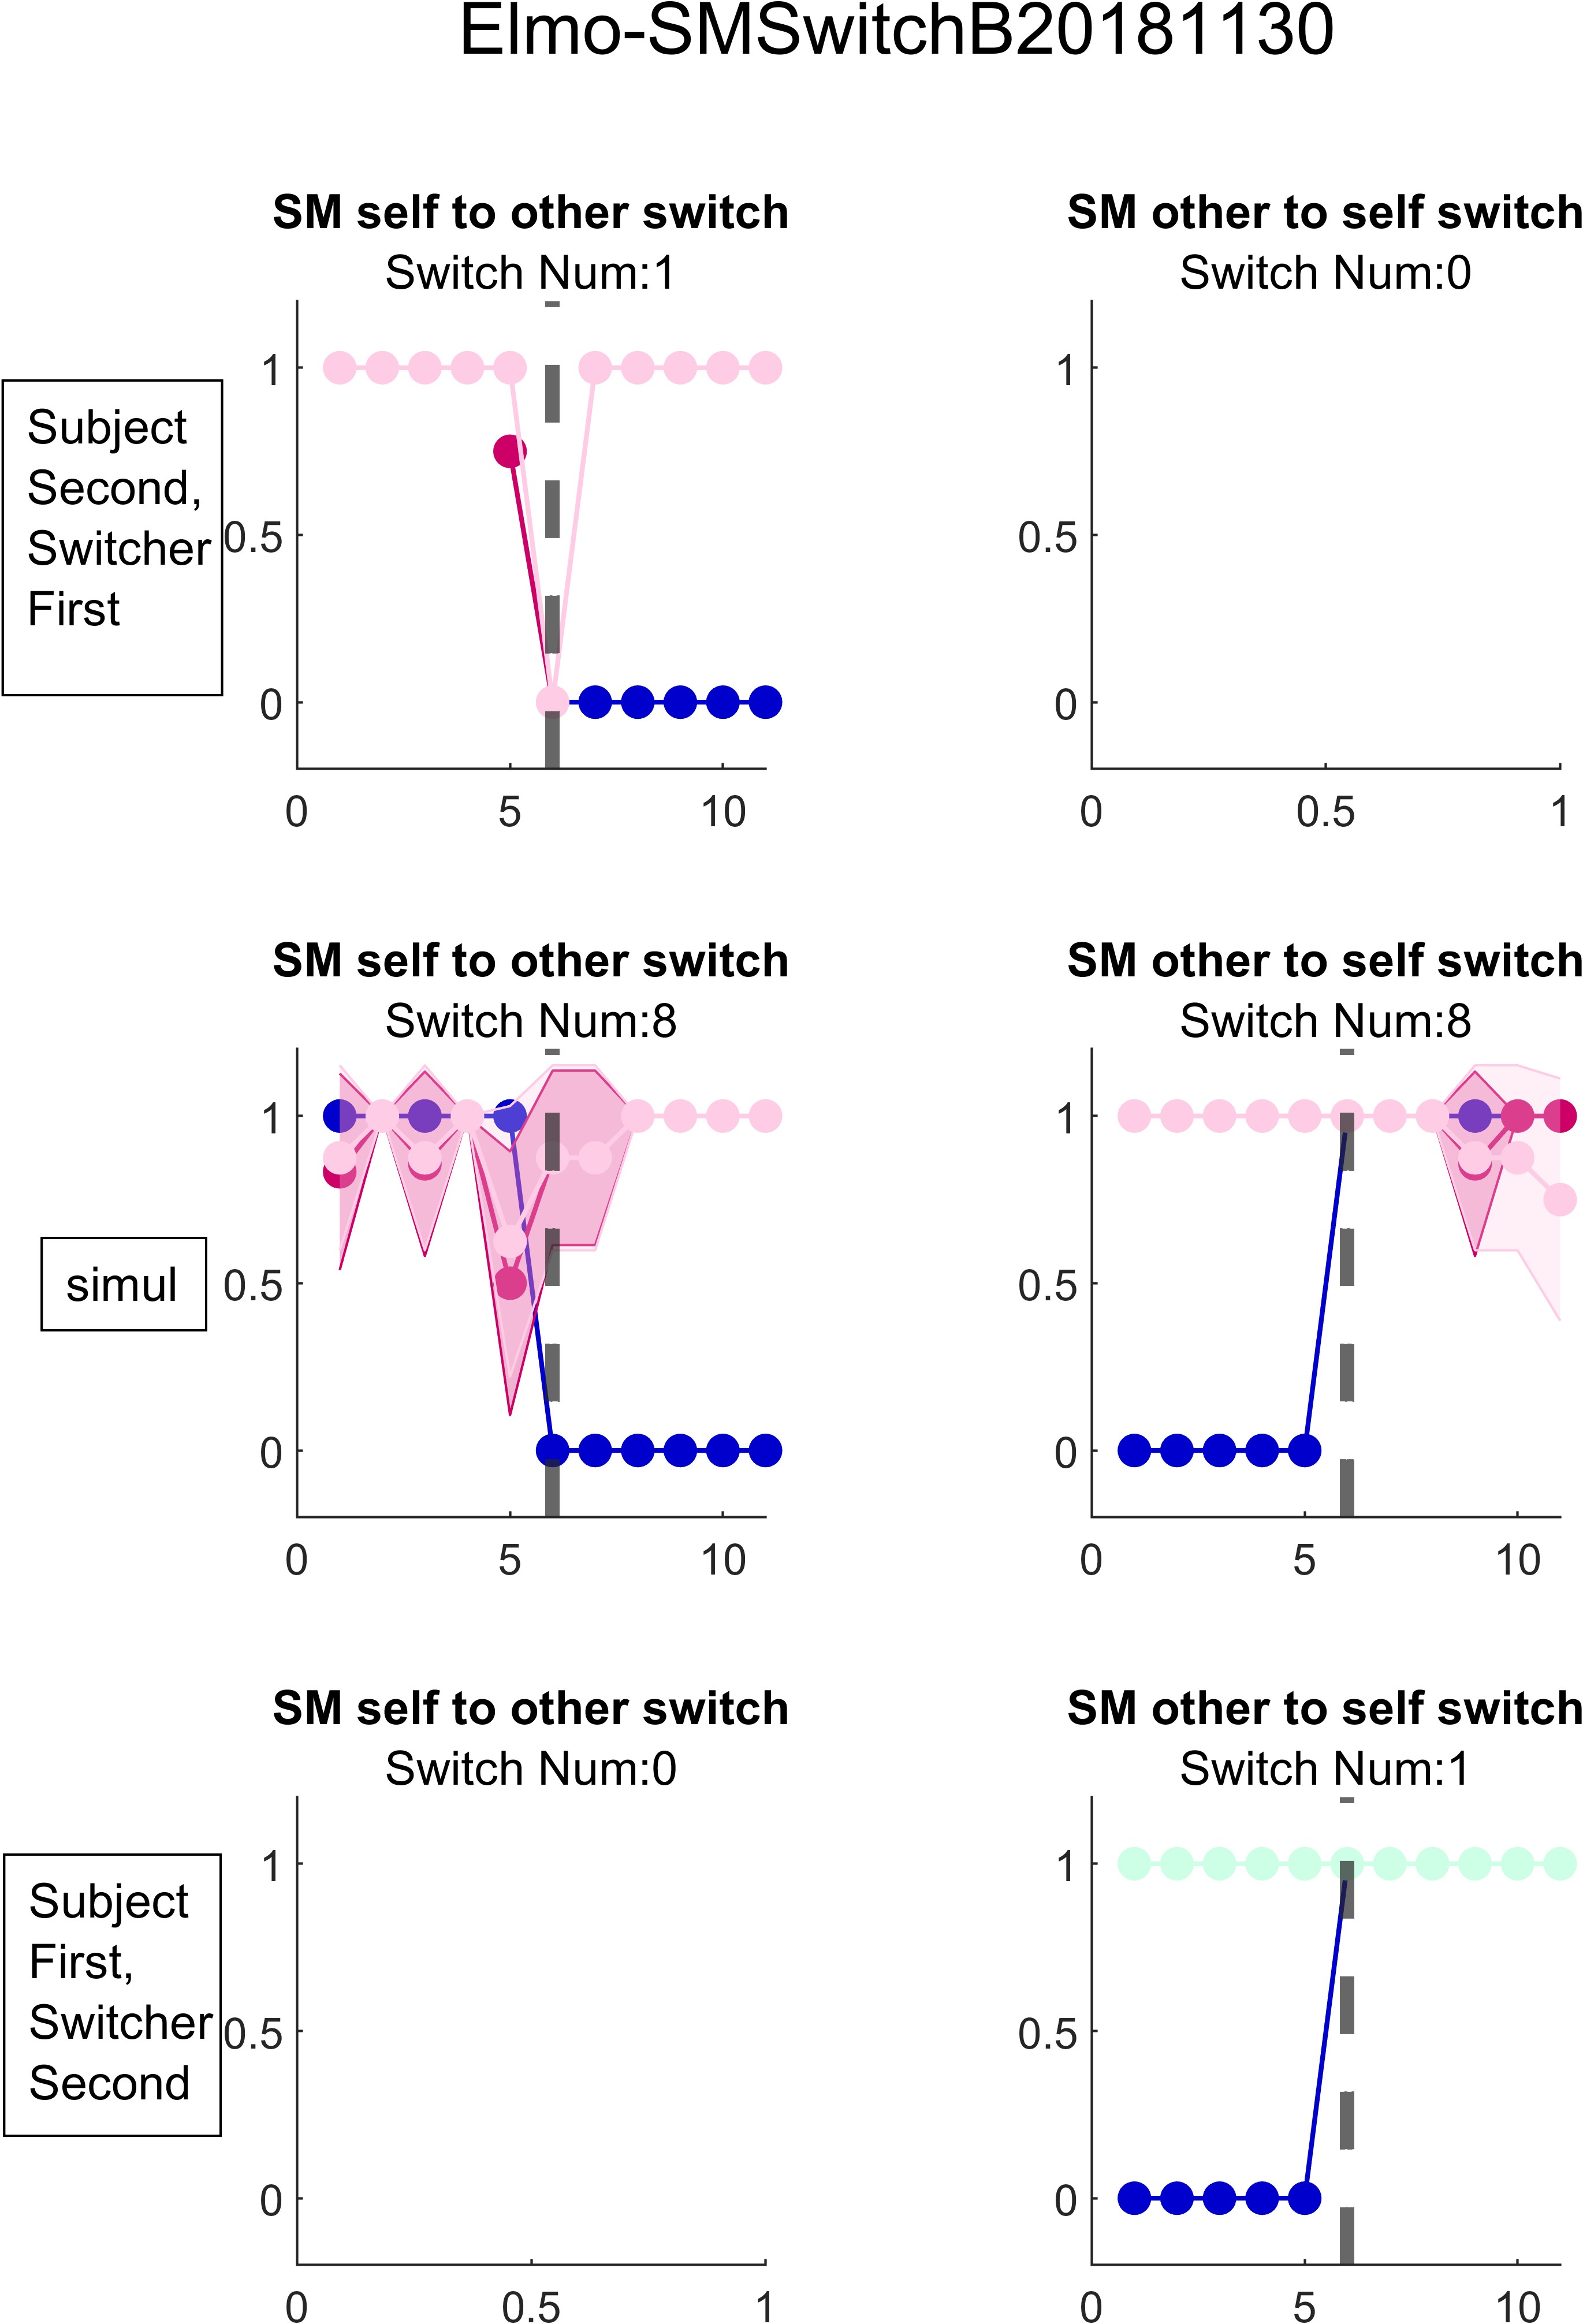 Elmo-SMSwitchB20181130
SM self to other switch
Switch Num:1
SM other to self switch
Switch Num:0
Subject
Second,
Switcher
First
1
0.5
0
0
5
10
1
0.5
0
0
0.5
1
SM self to other switch
Switch Num:8
SM other to self switch
Switch Num:8
simul
1
0.5
0
0
5
10
1
0.5
0
0
5
10
SM self to other switch
Switch Num:0
SM other to self switch
Switch Num:1
Subject
First,
Switcher
Second
1
0.5
0
0
0.5
1
1
0.5
0
0
5
10